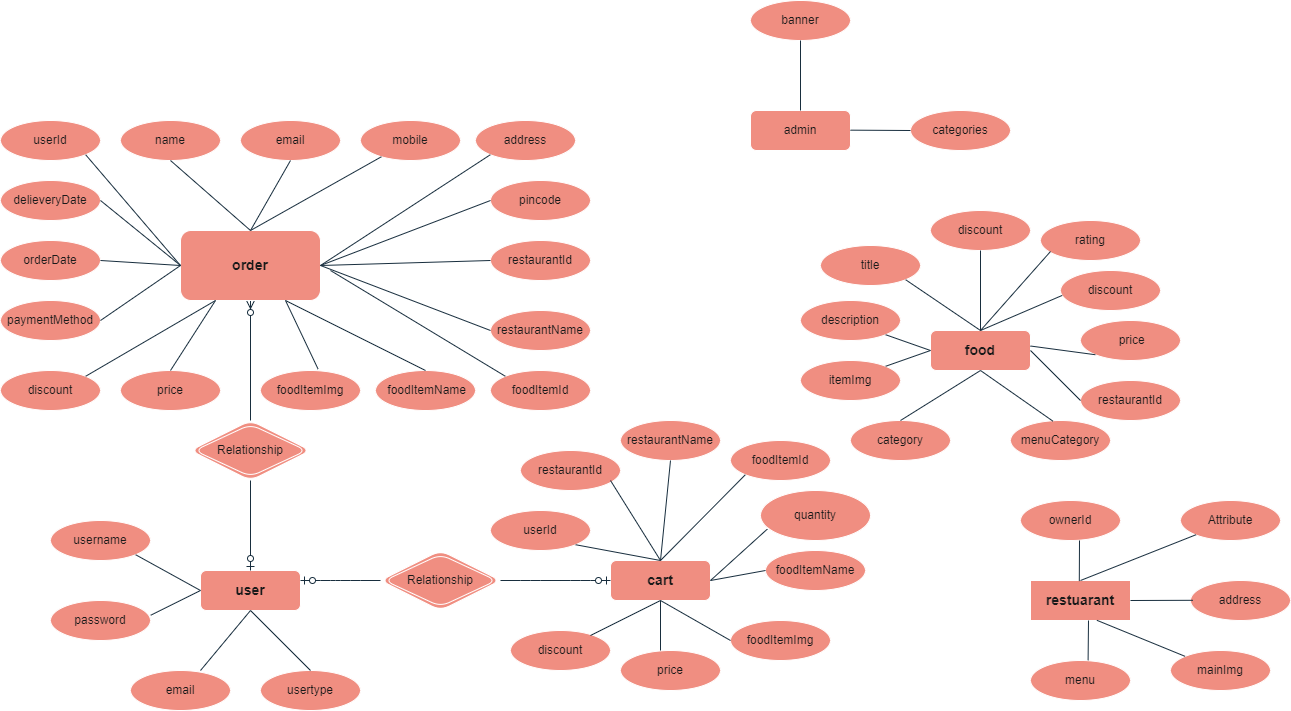 banner
admin
categories
userId
name
email
mobile
address
delieveryDate
pincode
orderDate
order
restaurantId
paymentMethod
restaurantName
discount
price
foodItemImg
foodItemName
foodItemId
discount
rating
title
discount
description
price
food
itemImg
restaurantId
category
menuCategory
Relationship
restaurantName
restaurantId
foodItemId
userId
quantity
foodItemName
cart
discount
price
foodItemImg
username
user
Relationship
password
email
usertype
ownerId
Attribute
restuarant
address
menu
mainImg